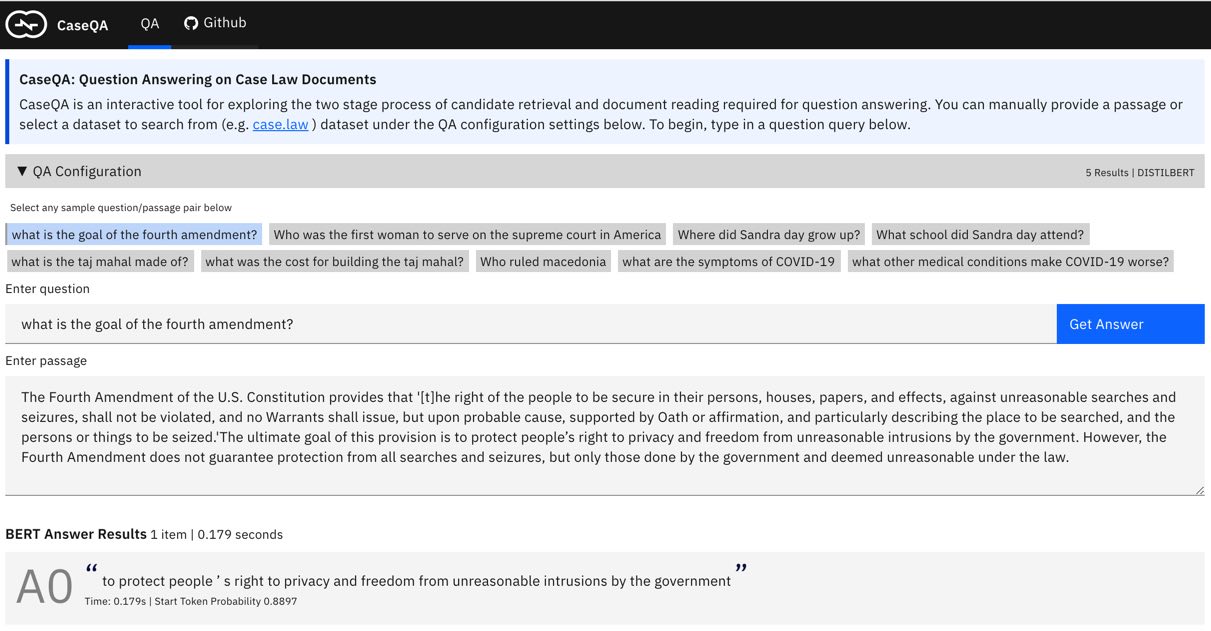 CaseQA QA Github
CaseQA: Question Answering on Case Law Documents
CaseQA is an interactive tool for exploring the two stage process of candidate retrieval and document reading required for question answering. You can manually provide a passage or
select a dataset to search from (e.g. case.law ) dataset under the QA configuration settings below. To begin, type in a question query below.
▼ QA Configuration 5 Results | DISTILBERT
Select any sample question/passage pair below
what is the goal of the fourth amendment? Who was the first woman to serve on the supreme court in America Where did Sandra day grow up? What school did Sandra day attend?
what is the taj mahal made of? what was the cost for building the taj mahal? Who ruled macedonia what are the symptoms of COVID-19 what other medical conditions make COVID-19 worse?
Enter question
what is the goal of the fourth amendment? Get Answer
Enter passage
The Fourth Amendment of the U.S. Constitution provides that '[t]he right of the people to be secure in their persons, houses, papers, and effects, against unreasonable searches and
seizures, shall not be violated, and no Warrants shall issue, but upon probable cause, supported by Oath or affirmation, and particularly describing the place to be searched, and the
persons or things to be seized.'The ultimate goal of this provision is to protect people’s right to privacy and freedom from unreasonable intrusions by the government. However, the
Fourth Amendment does not guarantee protection from all searches and seizures, but only those done by the government and deemed unreasonable under the law.
BERT Answer Results 1 item | 0.179 seconds
A0 “ to protect people ’ s right to privacy and freedom from unreasonable intrusions by the government ”
Time: 0.179s | Start Token Probability 0.8897